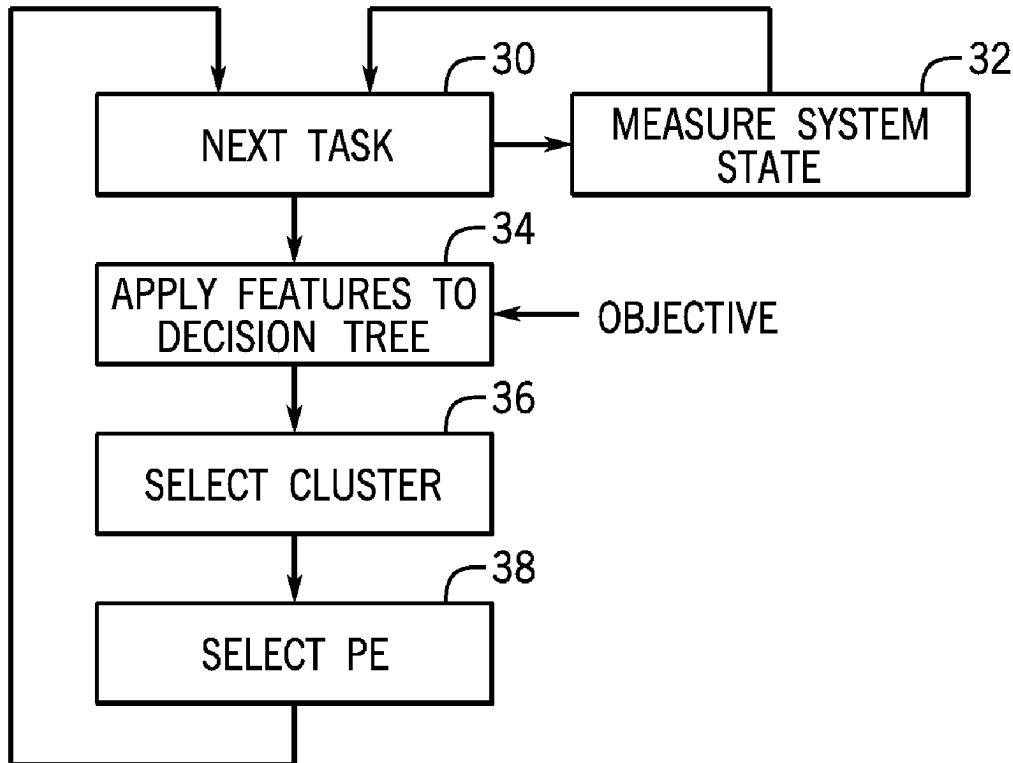 30
32
NEXT TASK
MEASURE SYSTEM
STATE
34
APPLY FEATURES TO
DECISION TREE
OBJECTIVE
36
SELECT CLUSTER
38
SELECT PE